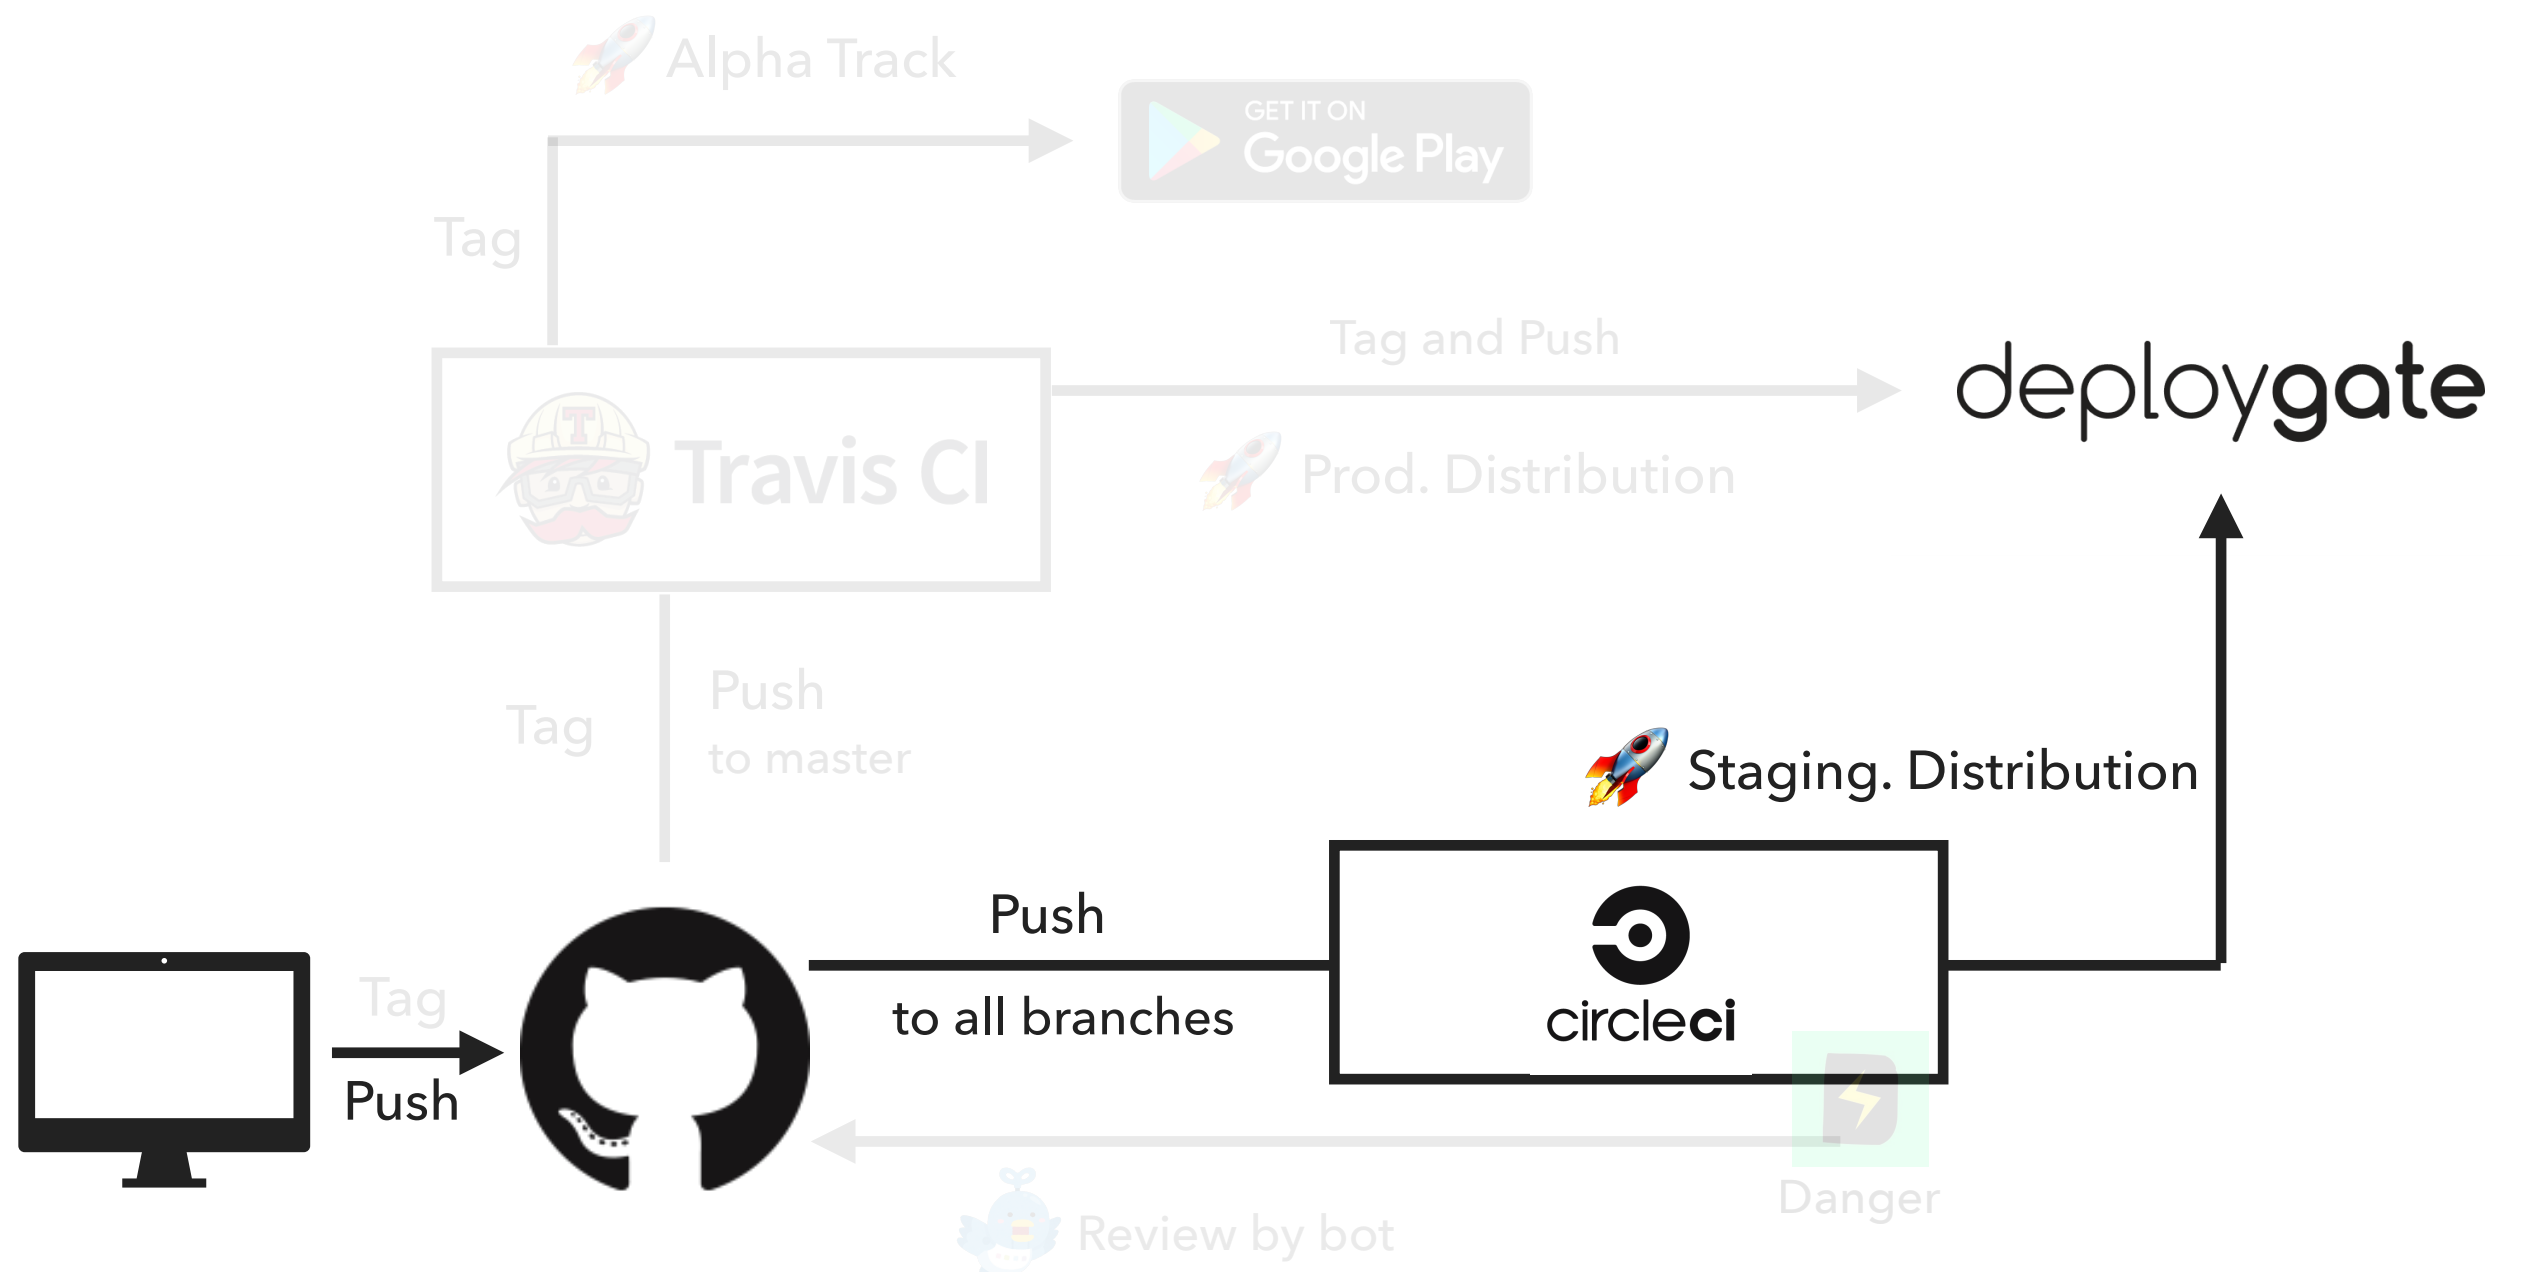 Alpha Track
GET IT ON
Google Play
Tag
Tag and Push
deploygate
Travis CI
Prod. Distribution
Push
to master
Tag
Staging. Distribution
Push
to all branches
circleci
Tag
Push
Danger
Review by bot